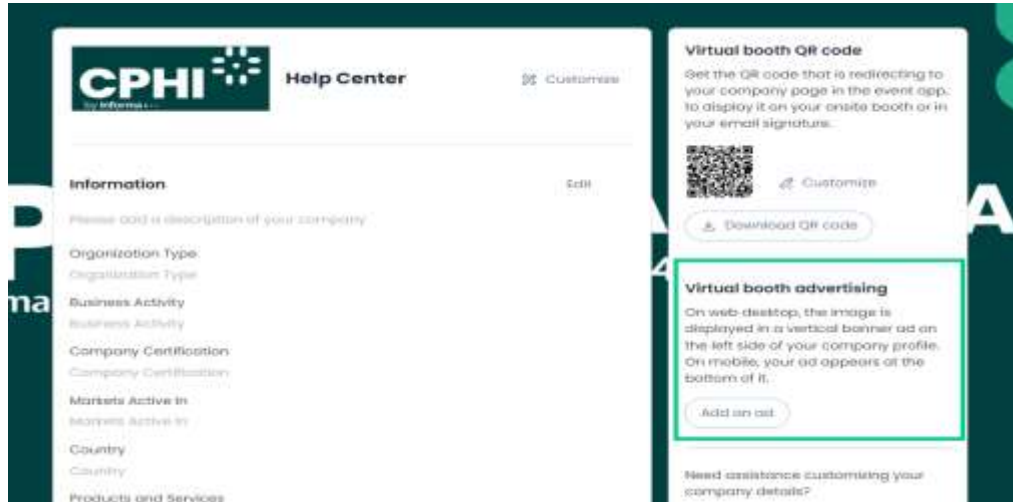 CPHI
by informa
Help Center
Customize
Information
Edit
Please add a description of your company
Organization Type
Organization Type
Business Activity
Business Activity
Company Certification
Company Certification
Markets Active In
Markets Active In
Country
Country
Products and Services
Virtual booth QR code
Get the QR code that is redirecting to
your company page in the event app,
to display it on your onsite booth or in
your email signature.
Customize
Download QR code
Virtual booth advertising
On web desktop, the image is
displayed in a vertical banner ad on
the left side of your company profile.
On mobile, your ad appears at the
bottom of it.
Add an ad
Need assistance customizing your
company details?
P
ma
A
4